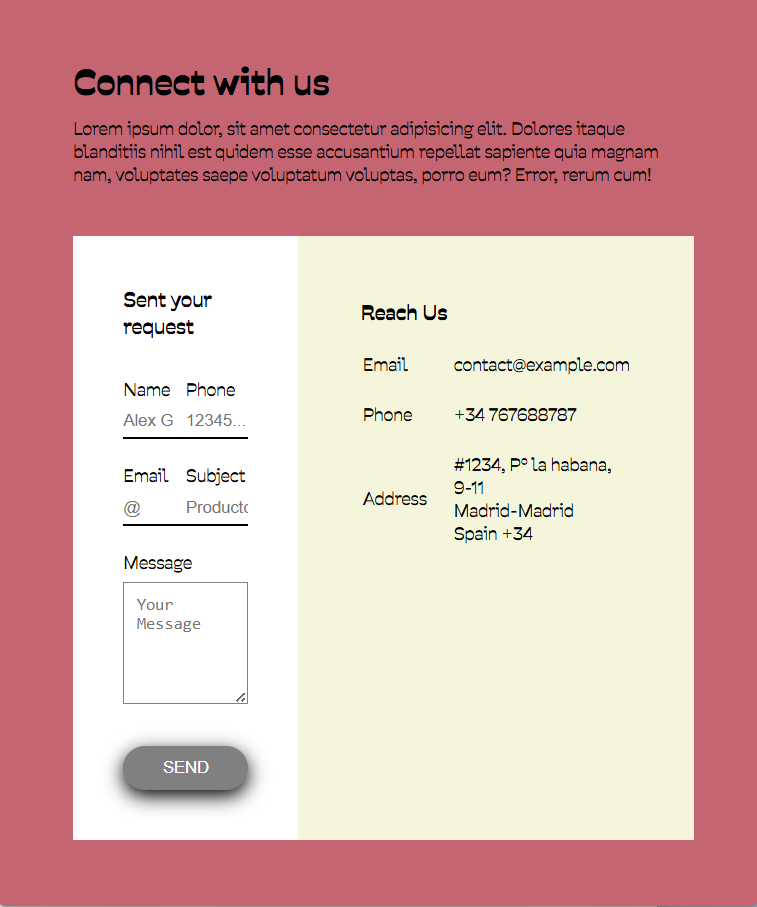 Connect with us
Lorem ipsum dolor, sit amet consectetur adipisicing elit. Dolores itaque
blanditiis nihil est quidem esse accusantium repellat sapiente quia magnam
nam, voluptates saepe voluptatum voluptas, porro eum? Error, rerum cum!
Sent your
request
Name Phone
Alex G 12345...
Email Subject
@ Producto
Message
Your
Message
SEND
Reach Us
Email contact@example.com
Phone +34 767688787
Address
#1234, Pº la habana,
9-11
Madrid-Madrid
Spain +34